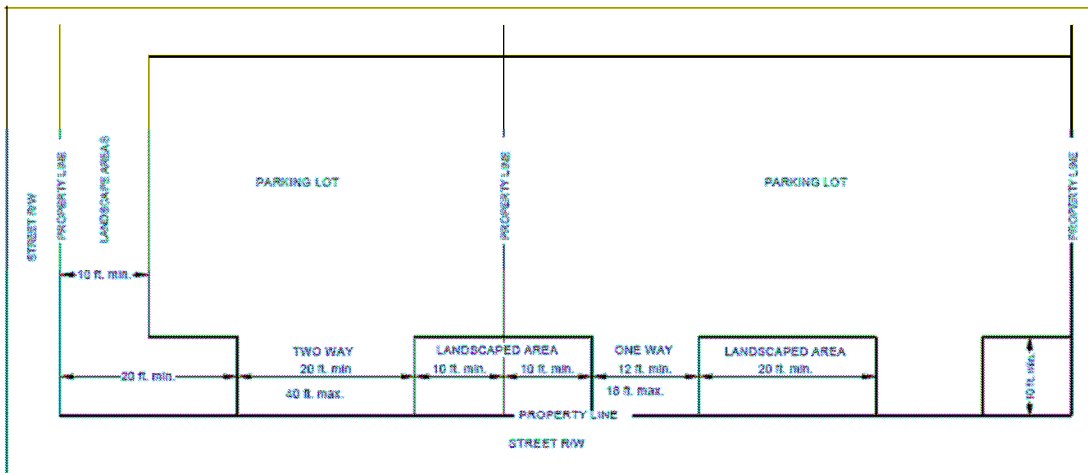 STREET R/W
PROPERTY LINE
LANDSCAPE AREAS
PARKING LOT
PROPERTY LINE
PARKING LOT
PROPERTY LINE
10 ft. min.
TWO WAY
LANDSCAPED AREA
ONE WAY
LANDSCAPED AREA
20 ft. min.
20 ft. min
10 ft. min.
10 ft. min.
12 ft. min.
20 ft. min.
10 ft. min.
40 ft. max.
18 ft. max.
PROPERTY LINE
STREET R/W